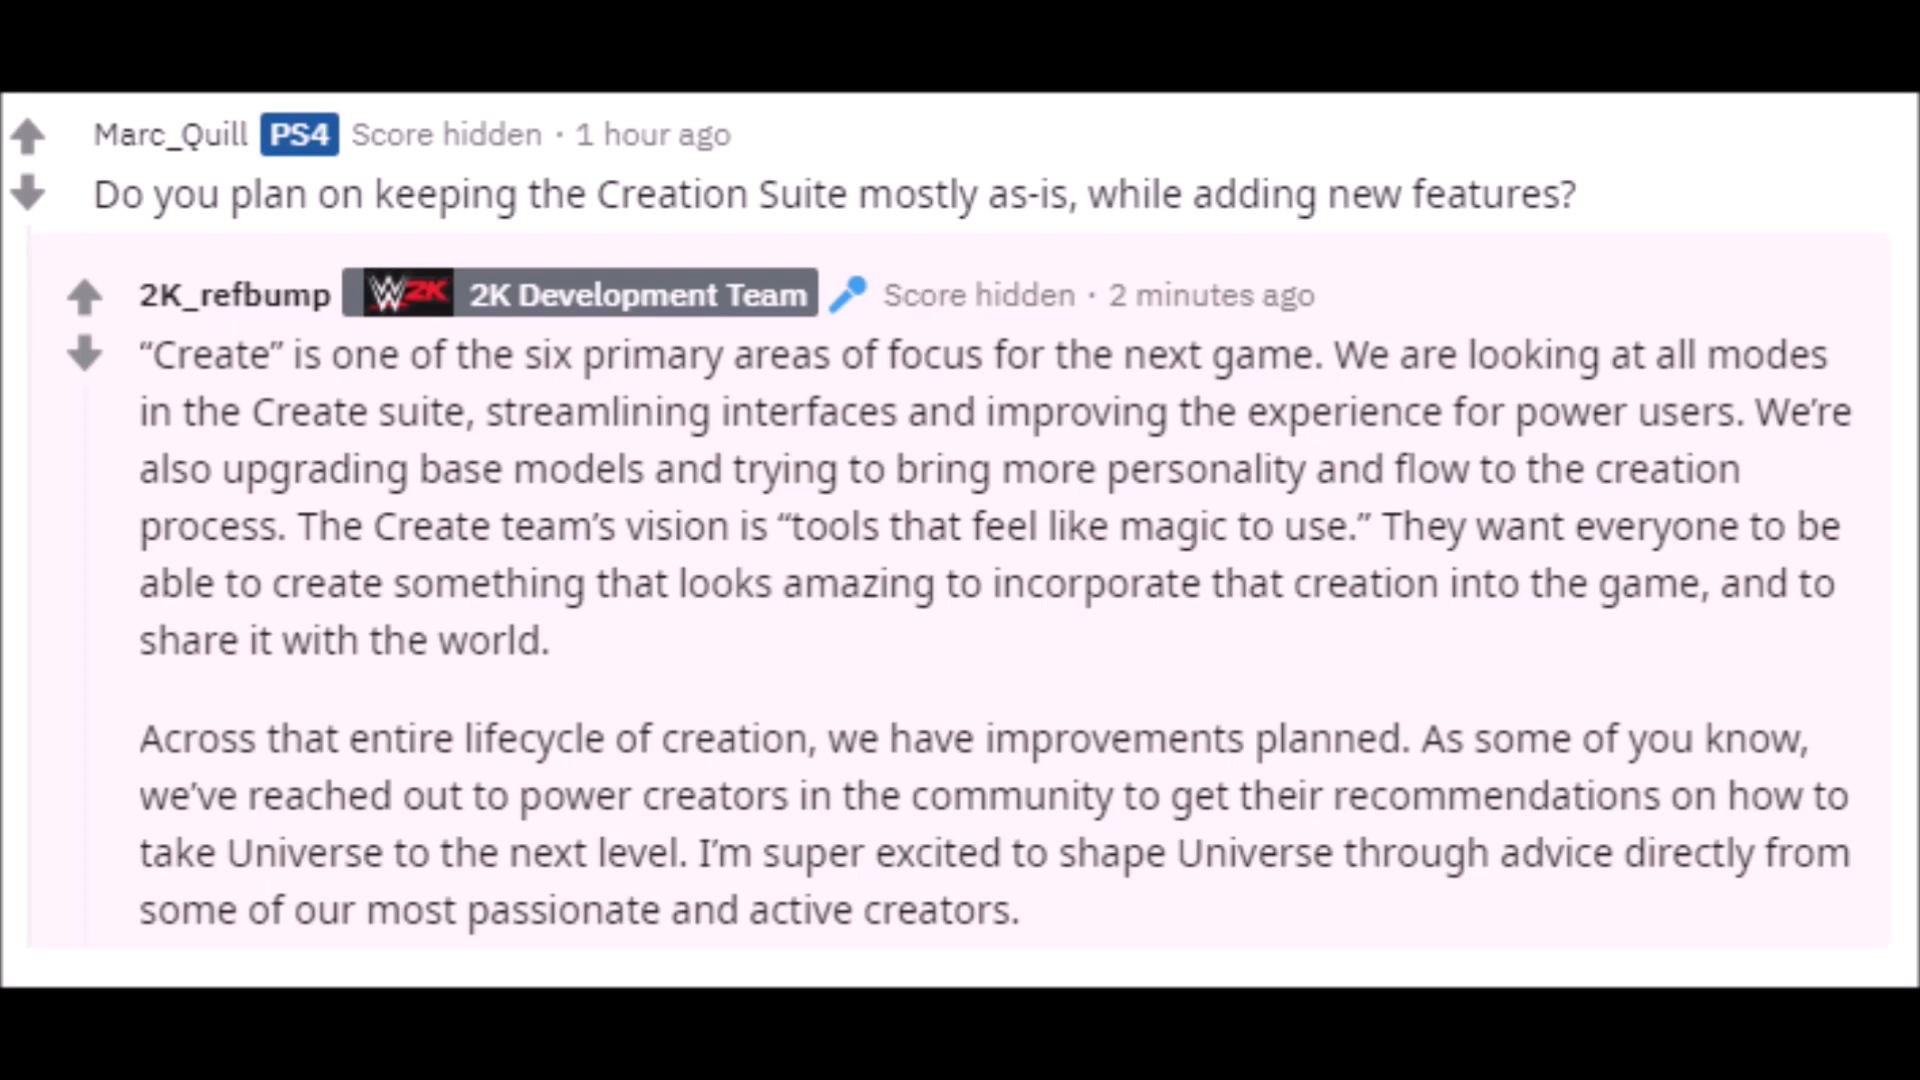 Marc_Quill PS4 Score hidden · 1 hour ago
Do you plan on keeping the Creation Suite mostly as-is, while adding new features?
2K_refbump W2K 2K Development Team Score hidden · 2 minutes ago
“Create” is one of the six primary areas of focus for the next game. We are looking at all modes
in the Create suite, streamlining interfaces and improving the experience for power users. We’re
also upgrading base models and trying to bring more personality and flow to the creation
process. The Create team’s vision is “tools that feel like magic to use.” They want everyone to be
able to create something that looks amazing to incorporate that creation into the game, and to
share it with the world.
Across that entire lifecycle of creation, we have improvements planned. As some of you know,
we’ve reached out to power creators in the community to get their recommendations on how to
take Universe to the next level. I’m super excited to shape Universe through advice directly from
some of our most passionate and active creators.